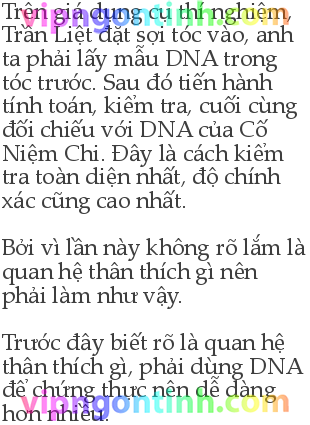 Trên giá dụng cụ thí nghiệm,
Trần Liệt đặt sợi tóc vào, anh
ta phải lấy mẫu DNA trong
tóc trước. Sau đó tiến hành
tính toán, kiểm tra, cuối cùng
đối chiếu với DNA của Cố
Niệm Chi. Đây là cách kiểm
tra toàn diện nhất, độ chính
xác cũng cao nhất.
Bởi vì lần này không rõ lắm là
quan hệ thân thích gì nên
phải làm như vậy.
Trước đây biết rõ là quan hệ
thân thích gì, phải dùng DNA
để chứng thực nên dễ dàng
hơn nhiều.
vipngontinh.com
vipngontinh.com